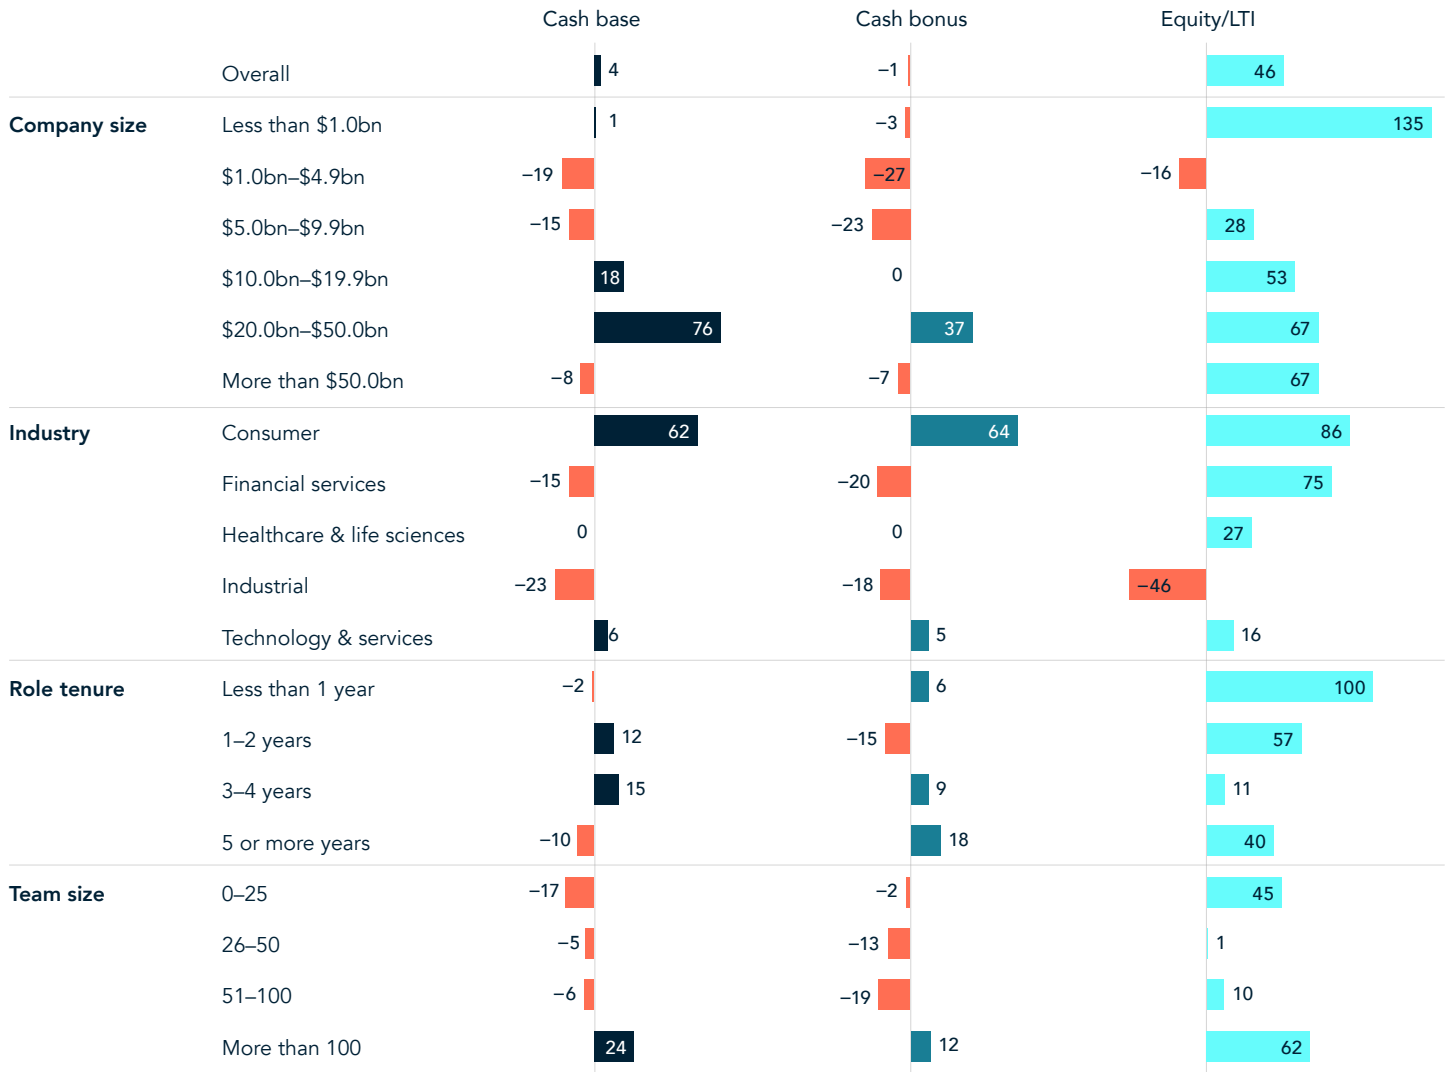 Cash base Cash bonus Equity/LTI
Overall 4 –1 46
Company size Less than $1.0bn 1 –3 135
$1.0bn–$4.9bn –19 –27 –16
$5.0bn–$9.9bn –15 –23 28
$10.0bn–$19.9bn 18 0 53
$20.0bn–$50.0bn 76 37 67
More than $50.0bn –8 –7 67
Industry Consumer 62 64 86
Financial services –15 –20 75
Healthcare & life sciences 0 0 27
Industrial –23 –18 –46
Technology & services 6 5 16
Role tenure Less than 1 year –2 6 100
1–2 years 12 –15 57
3–4 years 15 9 11
5 or more years –10 18 40
Team size 0–25 –17 –2 45
26–50 –5 –13 1
51–100 –6 –19 10
More than 100 24 12 62